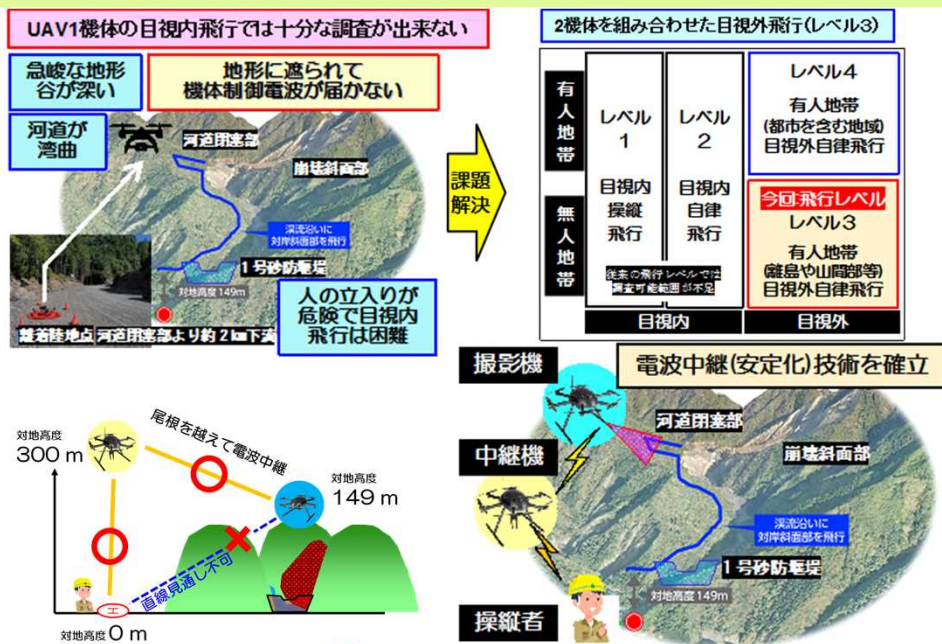 UAV1機体の目視内飛行では十分な調査が出来ない
急峻な地形
谷が深い
地形に遮られて
機体制御電波が届かない
河道が
湾曲
河道閉塞部
崩壊斜面部
渓流沿いに
対岸斜面部を飛行
1号砂防堰堤
対地高度149m
離着陸地点 河道閉塞部より約2km下流
人の立入りが
危険で目視内
飛行は困難
課題
解決
2機体を組み合わせた目視外飛行(レベル3)
有人地帯
無人地帯
レベル
1
目視内
操縦
飛行
レベル
2
目視内
自律
飛行
従来の飛行レベルでは
調査可能範囲が不足
レベル4
有人地帯
(都市を含む地域)
目視外自律飛行
今回:飛行レベル
レベル3
有人地帯
(離島や山間部等)
目視外自律飛行
目視内
目視外
対地高度
300 m
尾根を越えて電波中継
対地高度
149 m
直線見通し不可
対地高度 0 m
撮影機
電波中継(安定化)技術を確立
河道閉塞部
中継機
崩壊斜面部
渓流沿いに
対岸斜面部を飛行
1号砂防堰堤
操縦者
対地高度149m